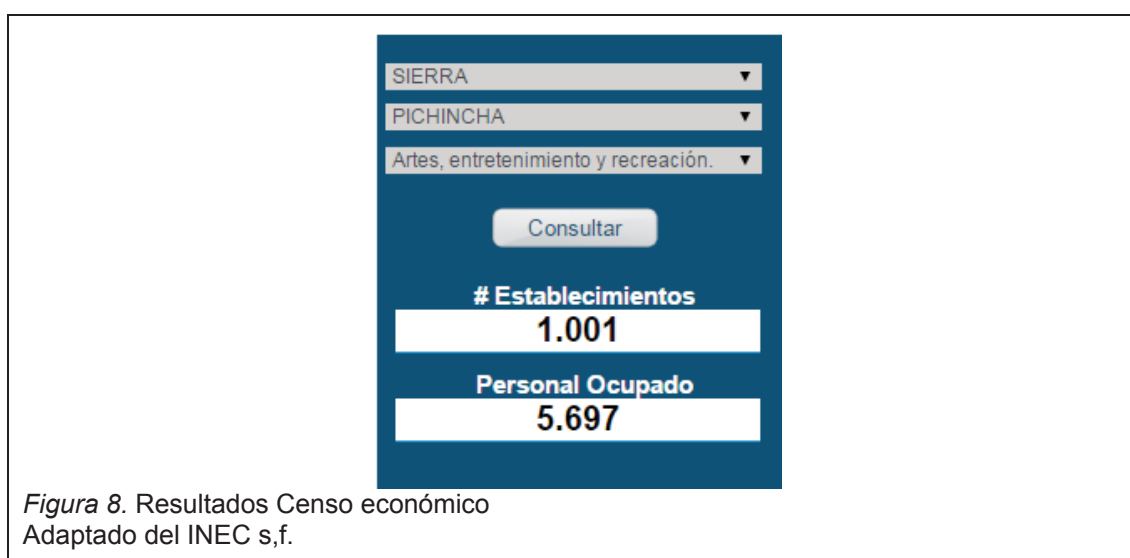 SIERRA
PICHINCHA
Artes, entretenimiento y recreación.
Consultar
# Establecimientos
1.001
Personal Ocupado
5.697
Figura 8. Resultados Censo económico
Adaptado del INEC s,f.